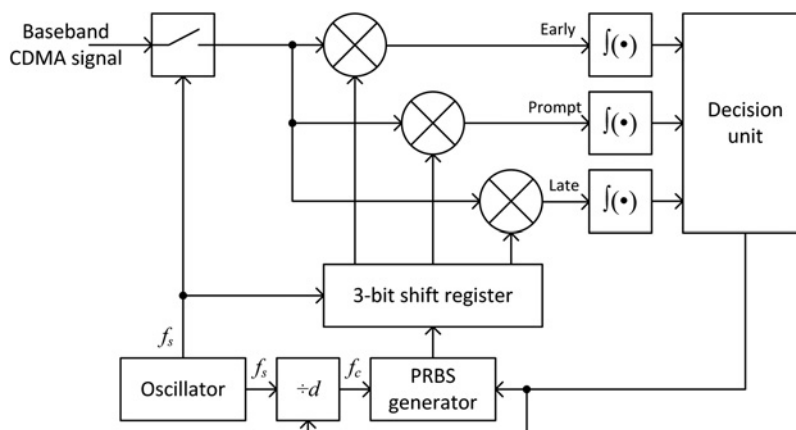 Baseband
CDMA signal
Early
∫(•)
Prompt
∫(•)
Late
∫(•)
Decision
unit
3-bit shift register
fs
Oscillator
fs
÷d
fc
PRBS
generator